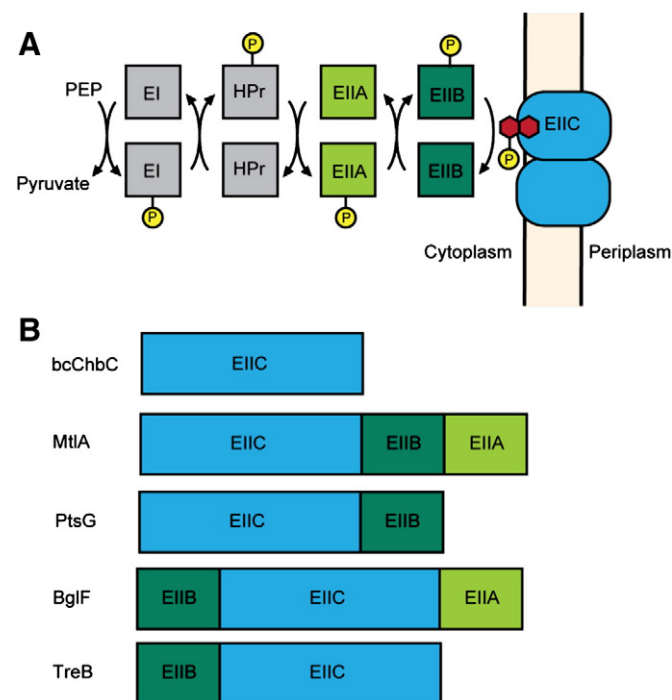 A
P P
PEP EI HPr EIIA EIIB EIIC
P
Pyruvate EI HPr EIIA EIIB
P P
Cytoplasm Periplasm
B
bcChbC EIIC
MtlA EIIC EIIB EIIA
PtsG EIIC EIIB
BglF EIIB EIIC EIIA
TreB EIIB EIIC